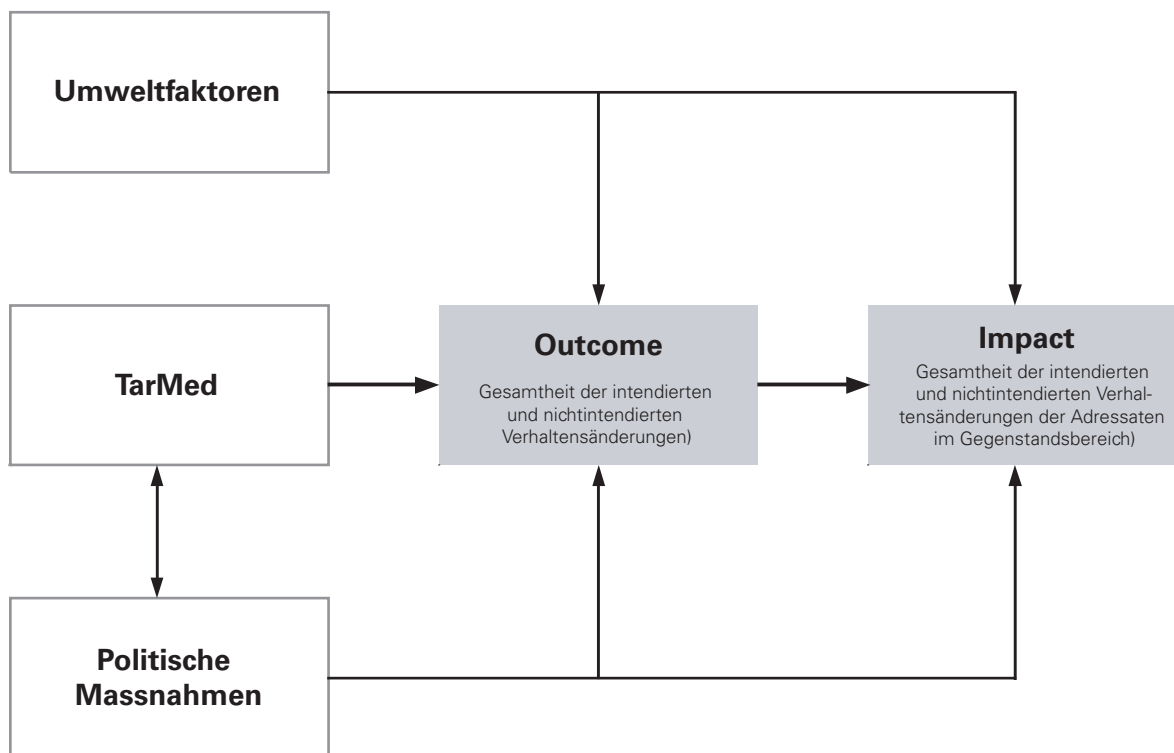 Umweltfaktoren
TarMed
Outcome
Gesamtheit der intendierten
und nichtintendierten
Verhaltensänderungen)
Impact
Gesamtheit der intendierten
und nichtintendierten Verhal-
tensänderungen der Adressaten
im Gegenstandsbereich)
Politische
Massnahmen